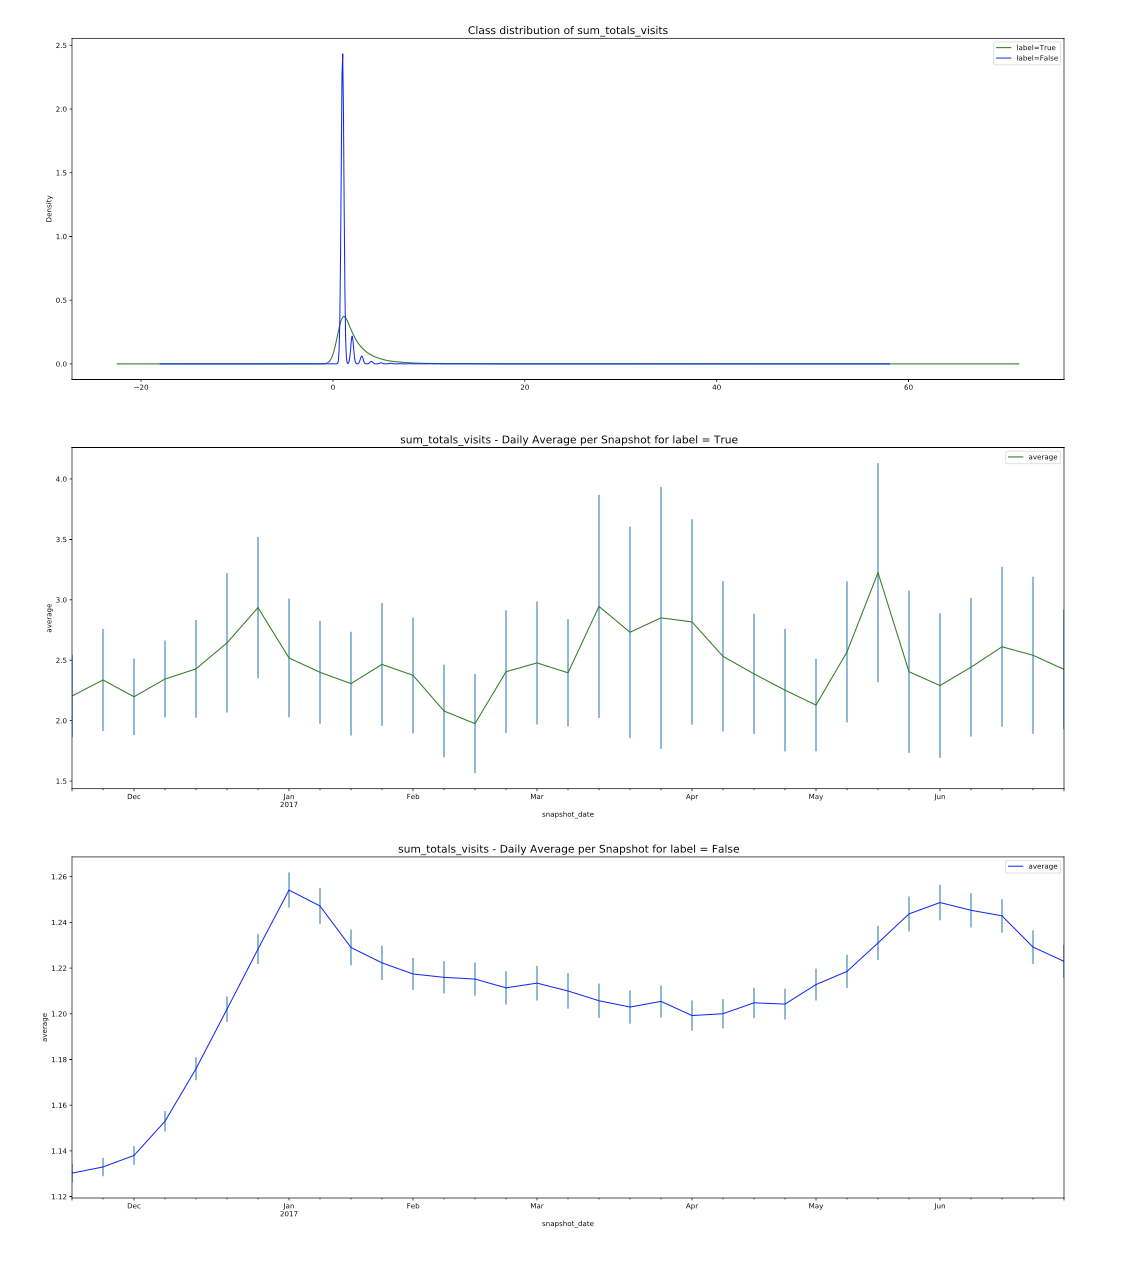 Class distribution of sum_totals_visits
label=True
label=False
2.5
2.0
1.5
1.0
0.5
0.0
Density
−20 0 20 40 60
sum_totals_visits - Daily Average per Snapshot for label = True
average
4.0
3.5
3.0
2.5
2.0
1.5
average
Dec Jan Feb Mar Apr May Jun
2017
snapshot_date
sum_totals_visits - Daily Average per Snapshot for label = False
average
1.26
1.24
1.22
1.20
1.18
1.16
1.14
1.12
average
Dec Jan Feb Mar Apr May Jun
2017
snapshot_date